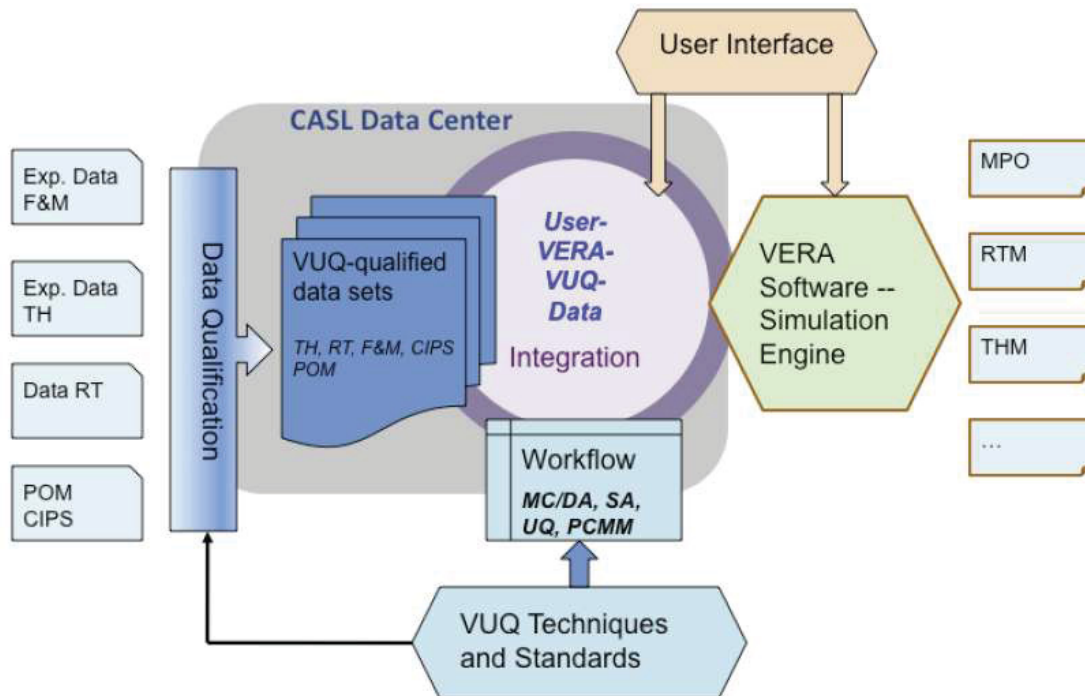 User Interface
CASL Data Center
Exp. Data
F&M
Exp. Data
TH
Data RT
POM
CIPS
Data Qualification
VUQ-qualified
data sets
TH, RT, F&M, CIPS
POM
User-
VERA-
VUQ-
Data
Integration
VERA
Software --
Simulation
Engine
MPO
RTM
THM
...
Workflow
MC/DA, SA,
UQ, PCMM
VUQ Techniques
and Standards